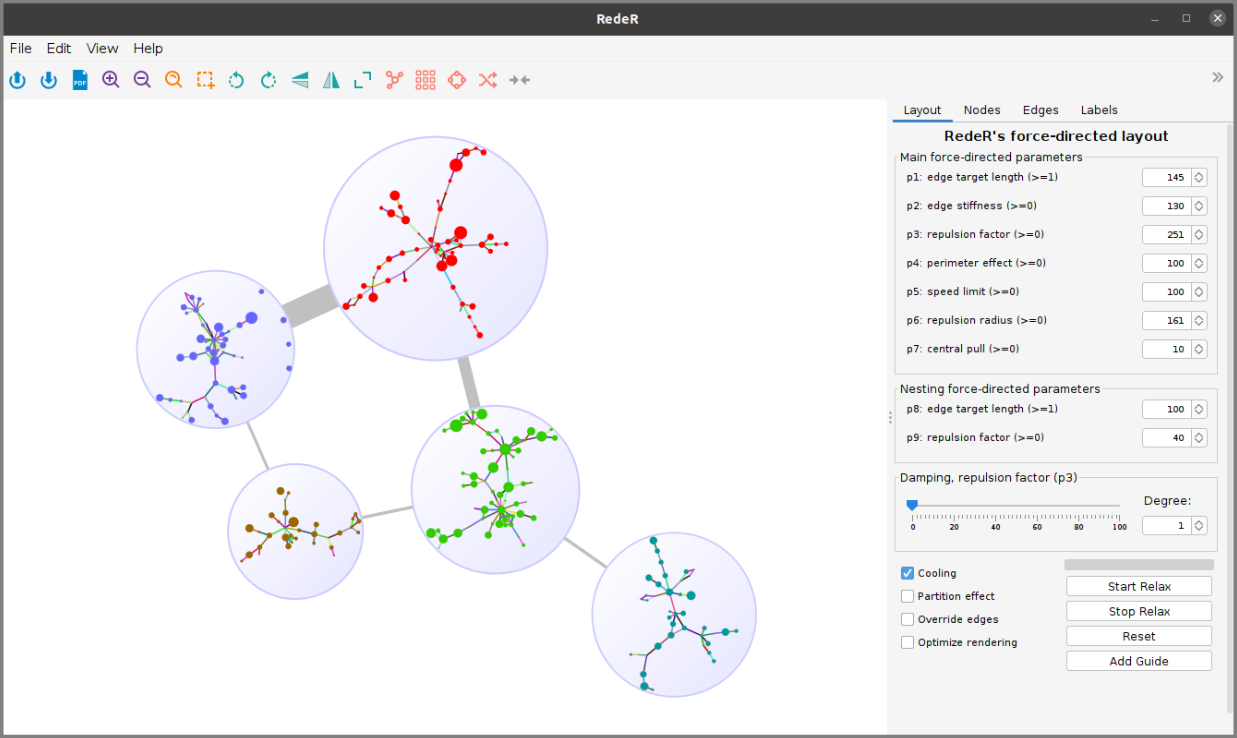 RedeR
File Edit View Help
PDF
Layout Nodes Edges Labels
RedeR's force-directed layout
Main force-directed parameters
p1: edge target length (>=1) 145
p2: edge stiffness (>=0) 130
p3: repulsion factor (>=0) 251
p4: perimeter effect (>=0) 100
p5: speed limit (>=0) 100
p6: repulsion radius (>=0) 161
p7: central pull (>=0) 10
Nesting force-directed parameters
p8: edge target length (>=1) 100
p9: repulsion factor (>=0) 40
Damping, repulsion factor (p3)
Degree:
0 20 40 60 80 100
1
Cooling
Partition effect
Override edges
Optimize rendering
Start Relax
Stop Relax
Reset
Add Guide